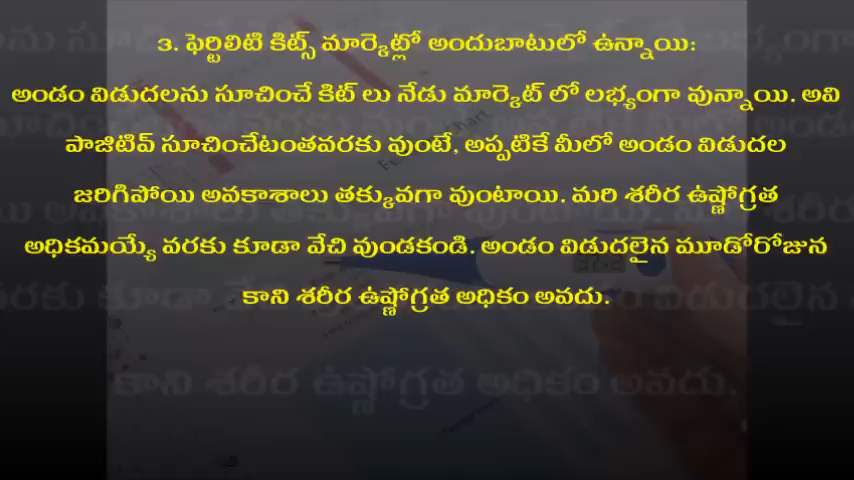 3. ఫెర్టిలిటి కిట్స్ మార్కెట్లో అందుబాటులో ఉన్నాయి:
అండం విడుదలను సూచించే కిట్ లు నేడు మార్కెట్ లో లభ్యంగా వున్నాయి. అవి
పాజిటివ్ సూచించేటంతవరకు వుంటే, అప్పటికే మీలో అండం విడుదల
జరిగిపోయి అవకాశాలు తక్కువగా వుంటాయి. మరి శరీర ఉష్ణోగ్రత
అధికమయ్యే వరకు కూడా వేచి వుండకండి. అండం విడుదలైన మూడోరోజున
కాని శరీర ఉష్ణోగ్రత అధికం అవదు.